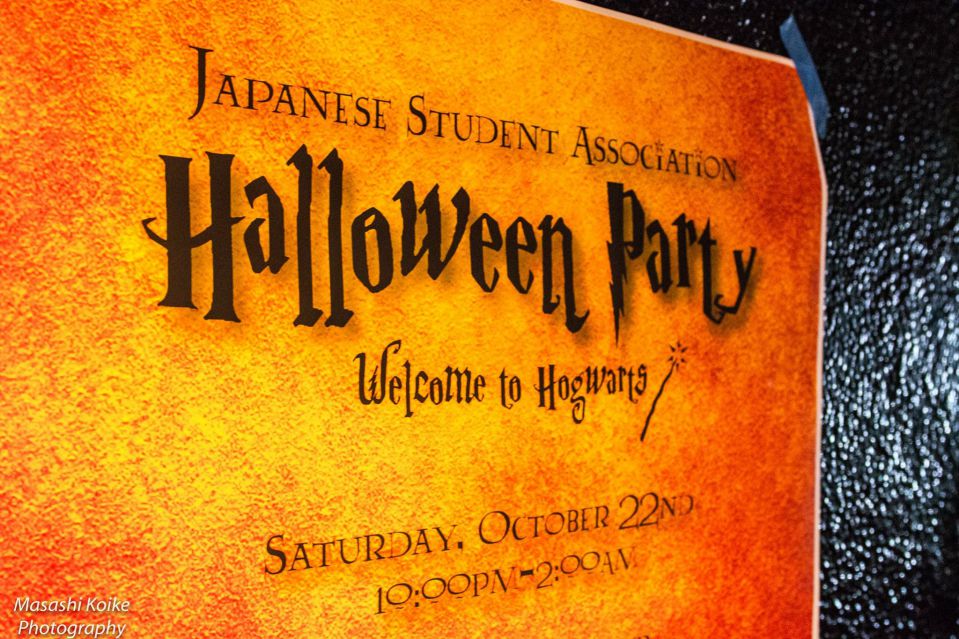 Japanese Student Association
Halloween Party
Welcome to Hogwarts
Saturday, October 22nd
10:00PM-2:00AM
Masashi Koike
Photography